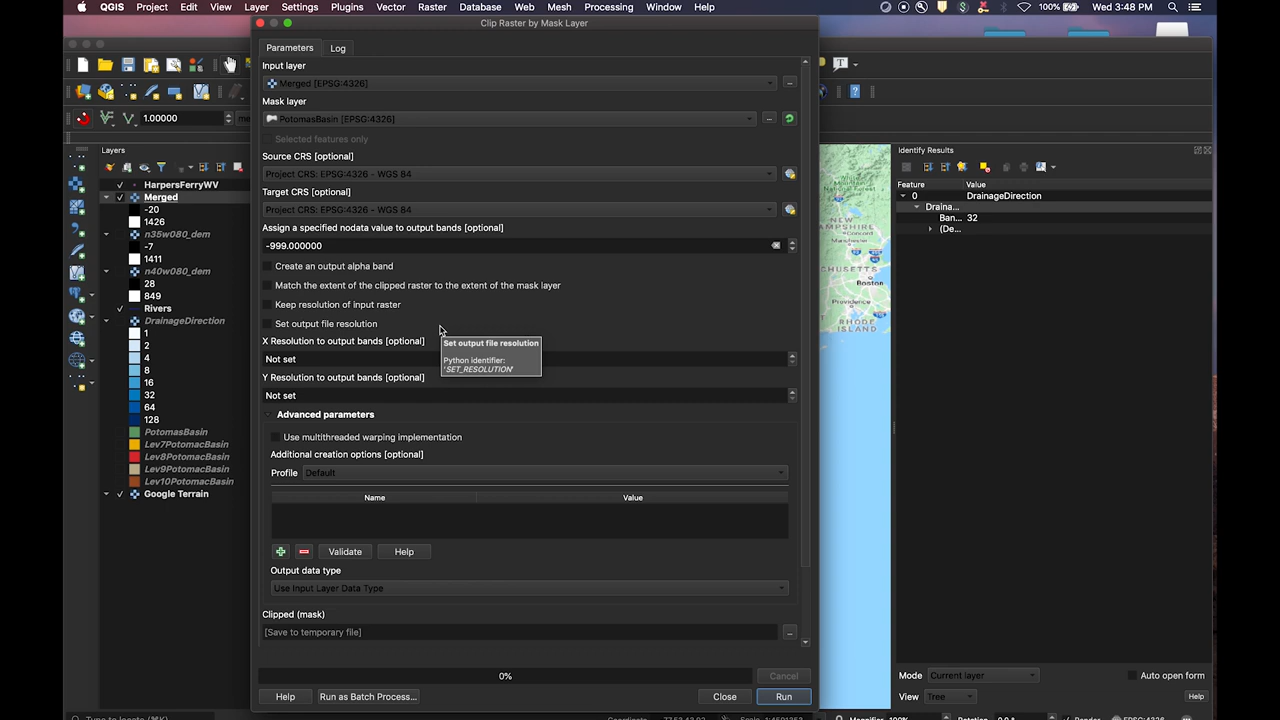 QGIS Project Edit View Layer Settings Plugins Vector Raster Database Web Mesh Processing Window Help
100% Wed 3:48 PM
Clip Raster by Mask Layer
Parameters Log
Input layer
Merged [EPSG:4326]
...
Mask layer
PotomasBasin [EPSG:4326]
...
Selected features only
Source CRS [optional]
Project CRS: EPSG:4326 - WGS 84
Target CRS [optional]
Project CRS: EPSG:4326 - WGS 84
Assign a specified nodata value to output bands [optional]
-999.000000
Create an output alpha band
Match the extent of the clipped raster to the extent of the mask layer
Keep resolution of input raster
Set output file resolution
X Resolution to output bands [optional]
Not set
Y Resolution to output bands [optional]
Not set
Set output file resolution
Python identifier:
'SET_RESOLUTION'
Advanced parameters
Use multithreaded warping implementation
Additional creation options [optional]
Profile Default
Name Value
Validate Help
Output data type
Use Input Layer Data Type
Clipped (mask)
[Save to temporary file]
...
0%
Cancel
Help Run as Batch Process... Close Run
1.00000
Layers
HarpersFerryWV
Merged
-20
1426
n35w080_dem
-7
1411
n40w080_dem
28
849
Rivers
DrainageDirection
1
2
4
8
16
32
64
128
PotomasBasin
Lev7PotomacBasin
Lev8PotomacBasin
Lev9PotomacBasin
Lev10PotomacBasin
Google Terrain
NEW
Concord
Manchester
Boston
Providence
RHODE
ISLAND
Identify Results
Feature Value
0 DrainageDirection
Draina...
Ban... 32
(De...
Mode Current layer
Auto open form
View Tree
Help